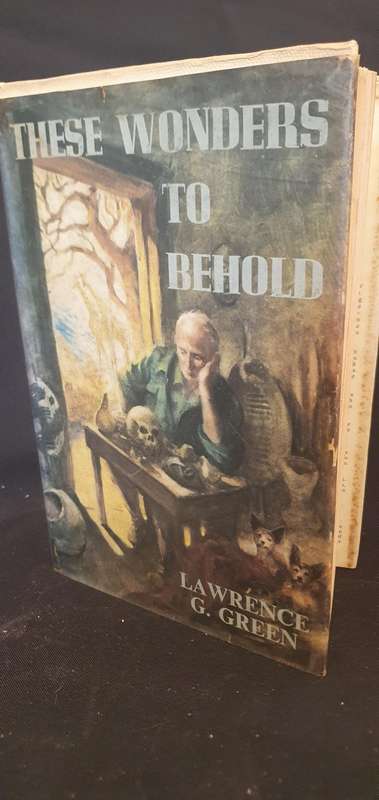 THESE WONDERS
TO
BEHOLD
LAWRENCE
G. GREEN